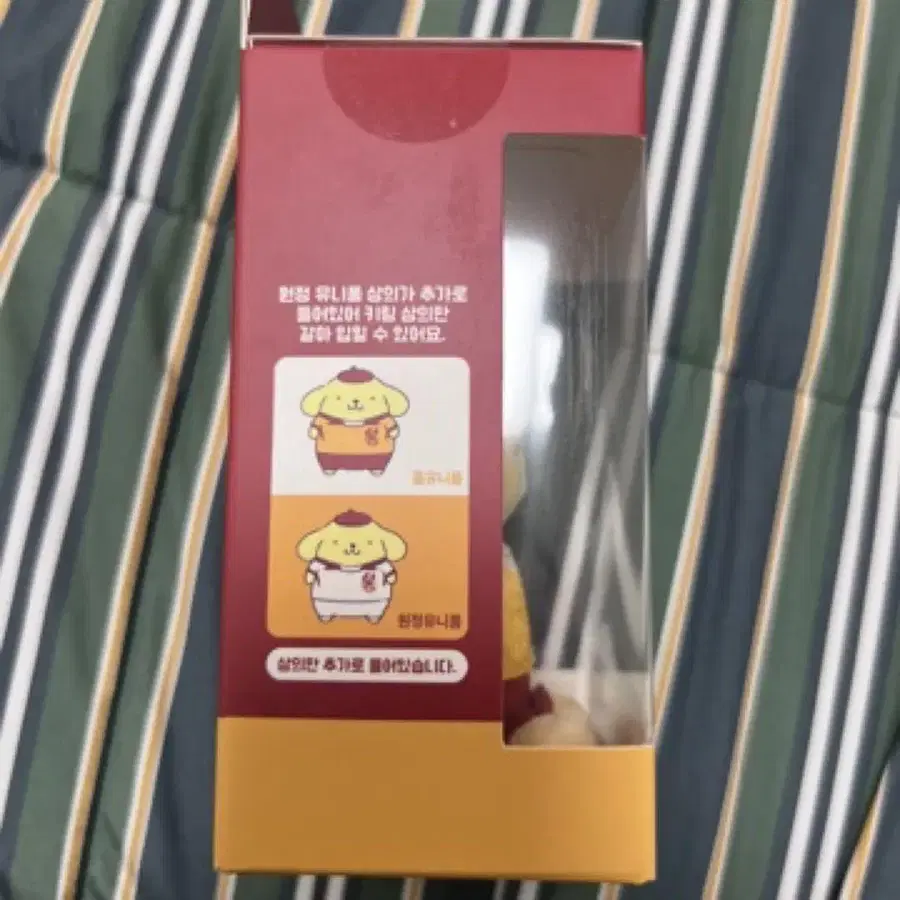 원정 유니폼 상의가 추가로
들어있어 키링 상의만
갈아 입힐 수 있어요.
홈유니폼
원정유니폼
상의만 추가로 들어있습니다.